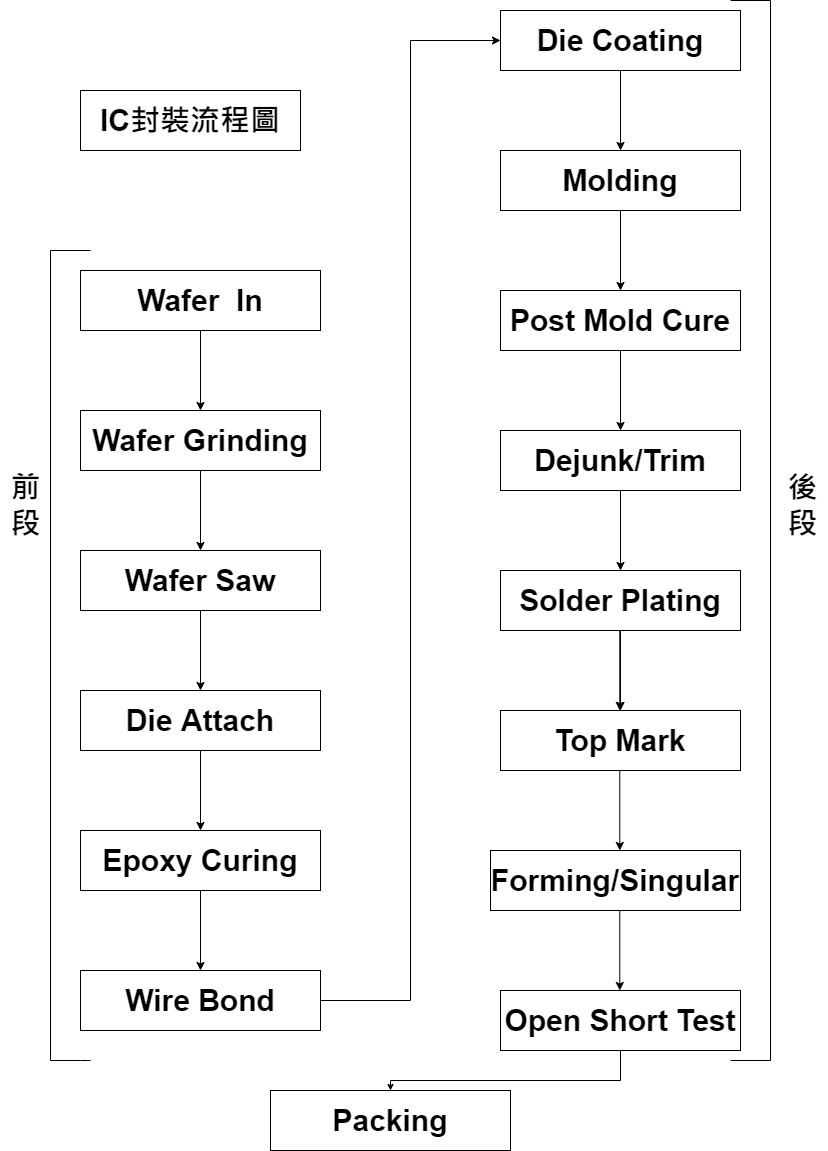 IC封裝流程圖
前段
Wafer  In
Wafer Grinding
Wafer Saw
Die Attach
Epoxy Curing
Wire Bond
後段
Die Coating
Molding
Post Mold Cure
Dejunk/Trim
Solder Plating
Top Mark
Forming/Singular
Open Short Test
Packing